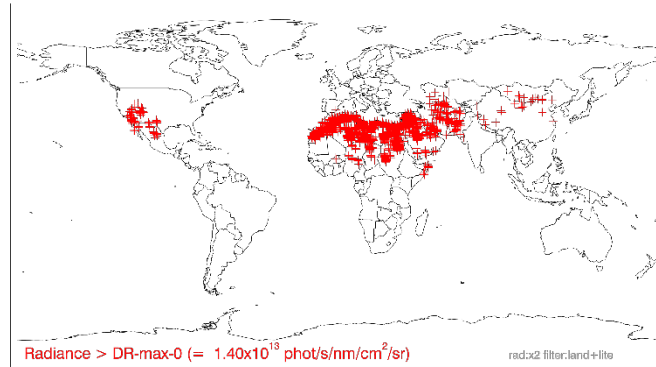 Radiance > DR-max-0 (= 1.40x10¹³ phot/s/nm/cm²/sr)
rad:x2 filter:land+lite